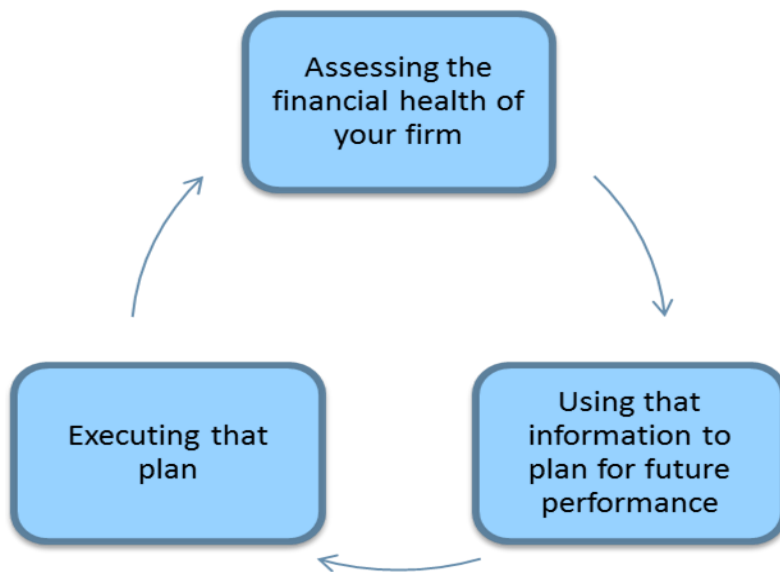 Assessing the
financial health of
your firm
Using that
information to
plan for future
performance
Executing that
plan